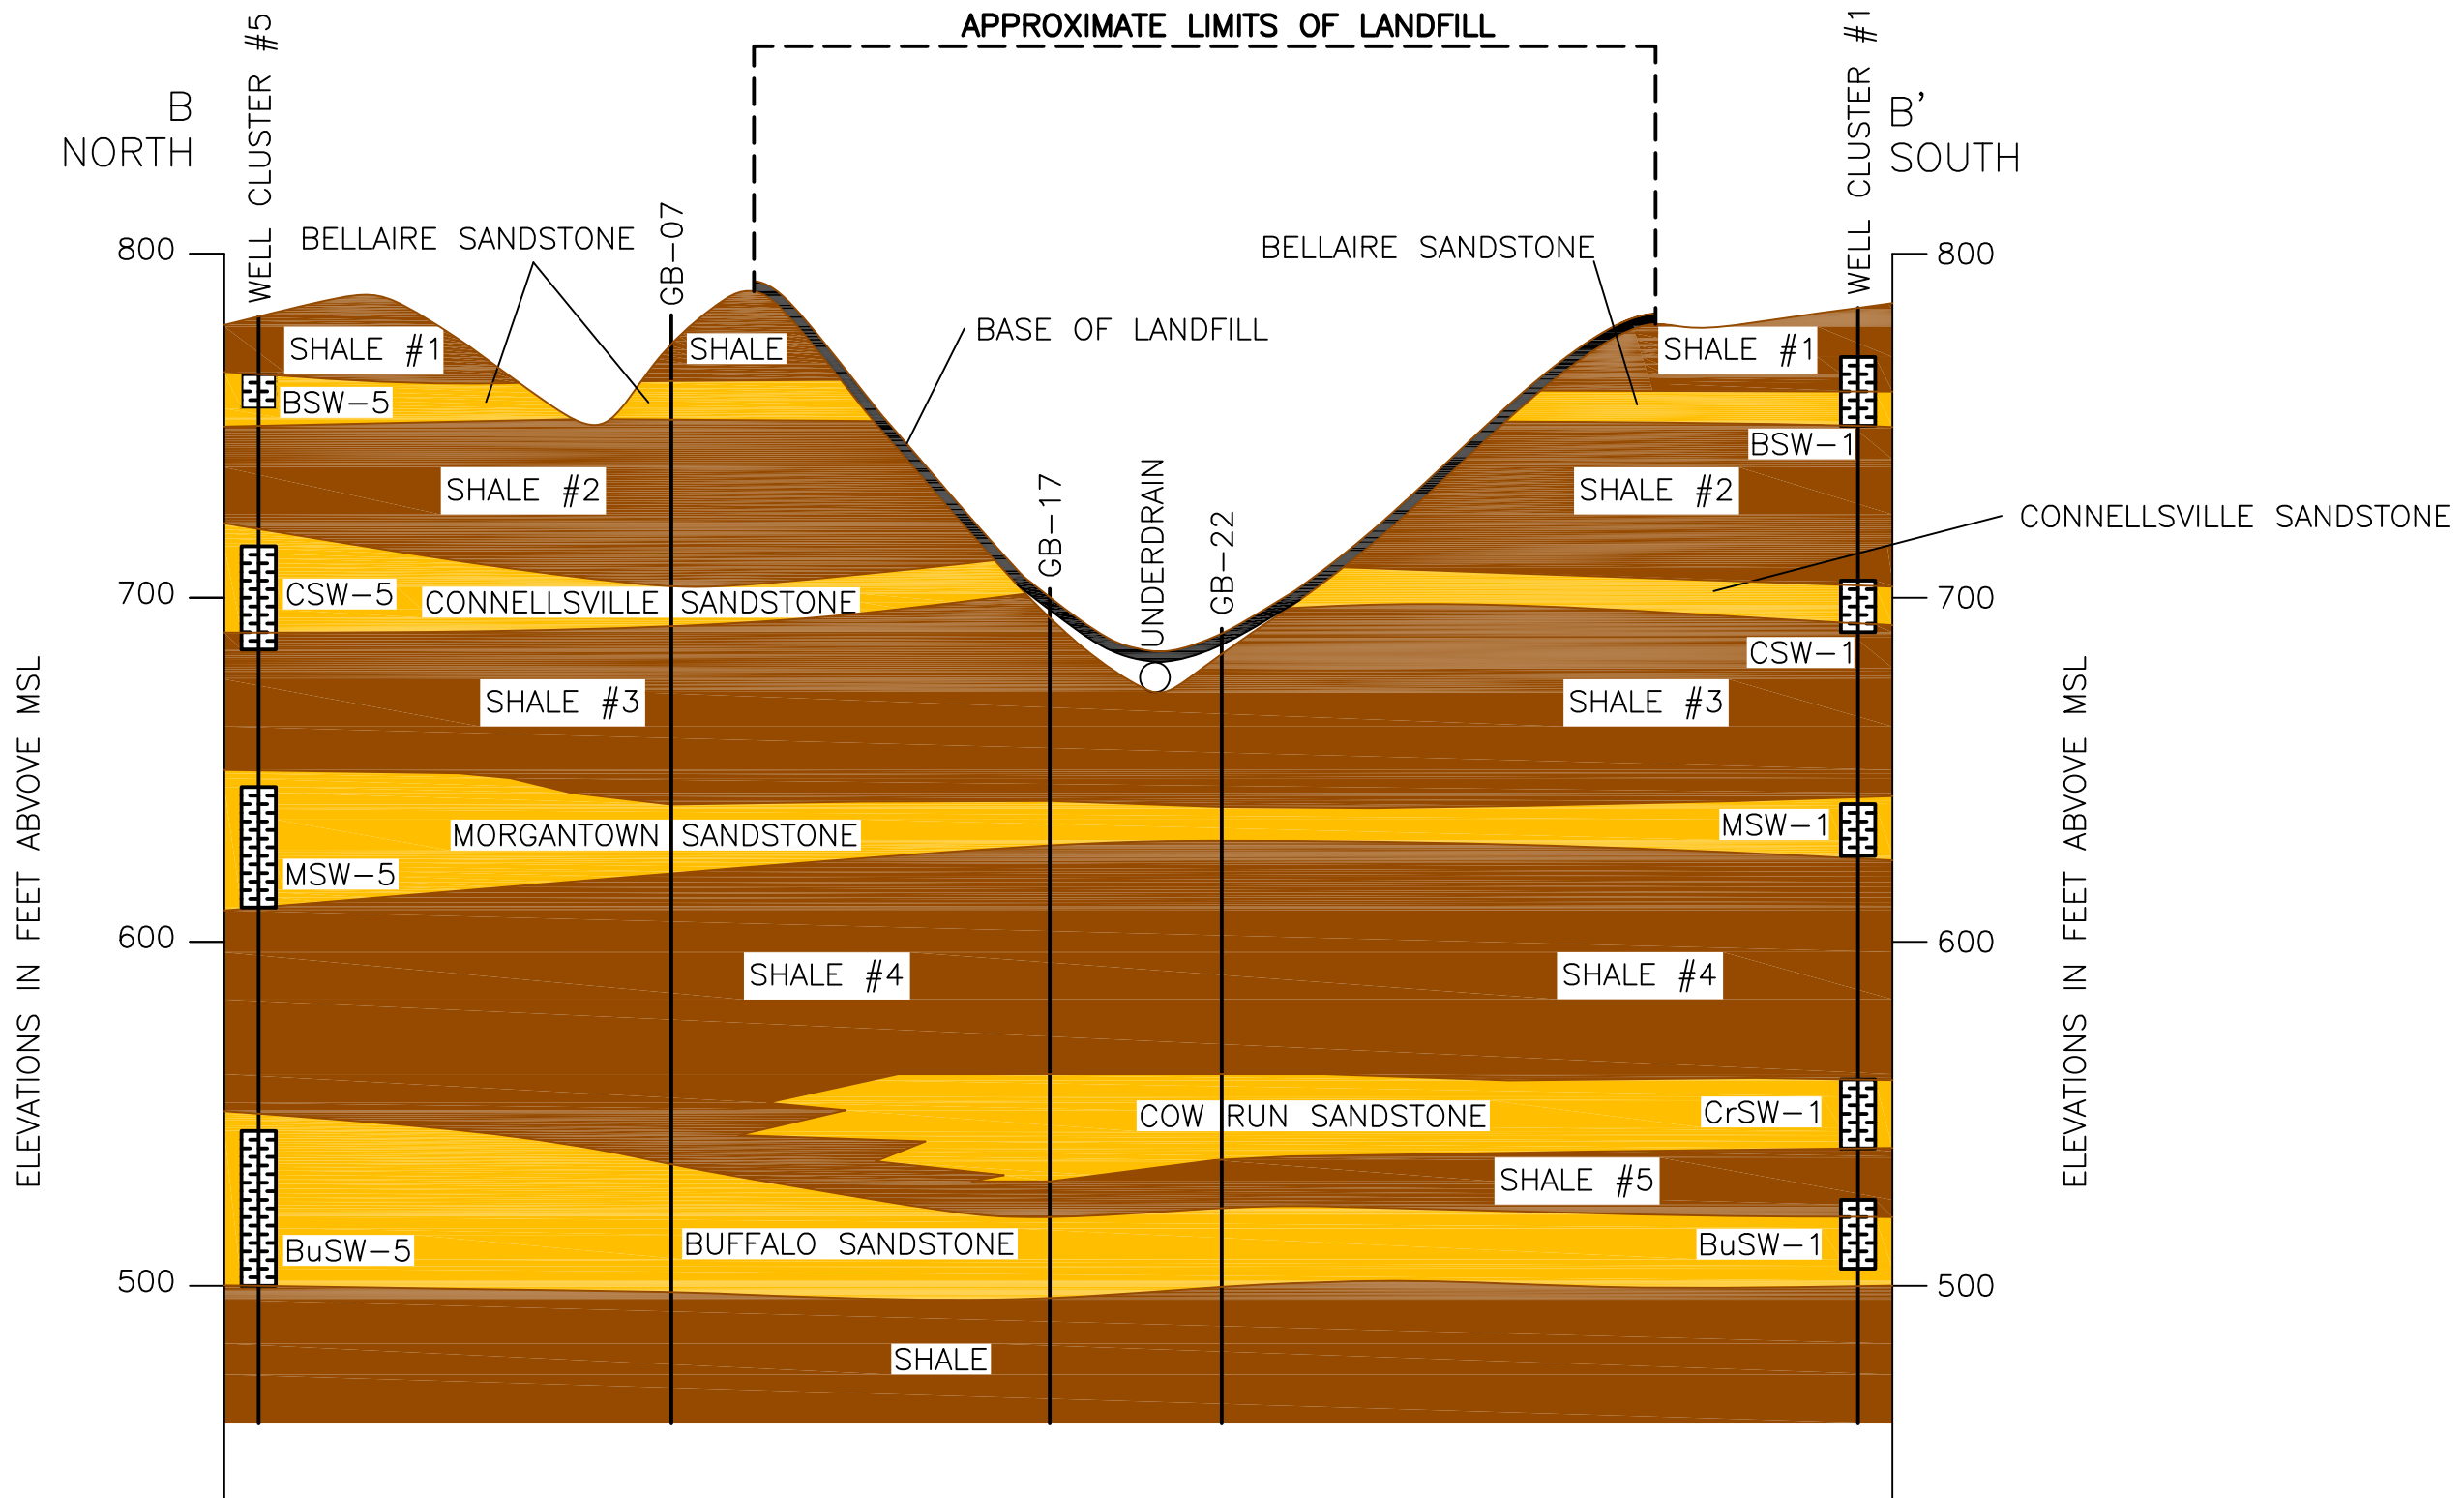 APPROXIMATE LIMITS OF LANDFILL
WELL CLUSTER #5
WELL CLUSTER #1
B
NORTH
B'
SOUTH
BELLAIRE SANDSTONE
GB-07
BELLAIRE SANDSTONE
800
800
BASE OF LANDFILL
SHALE #1
SHALE
SHALE #1
BSW-5
BSW-1
SHALE #2
SHALE #2
GB-17
UNDERDRAIN
GB-22
CONNELLSVILLE SANDSTONE
700
CSW-5
CONNELLSVILLE SANDSTONE
700
CSW-1
SHALE #3
SHALE #3
ELEVATIONS IN FEET ABVOVE MSL
ELEVATIONS IN FEET ABVOVE MSL
MORGANTOWN SANDSTONE
MSW-1
MSW-5
600
600
SHALE #4
SHALE #4
COW RUN SANDSTONE
CrSW-1
SHALE #5
BuSW-5
BUFFALO SANDSTONE
BuSW-1
500
500
SHALE